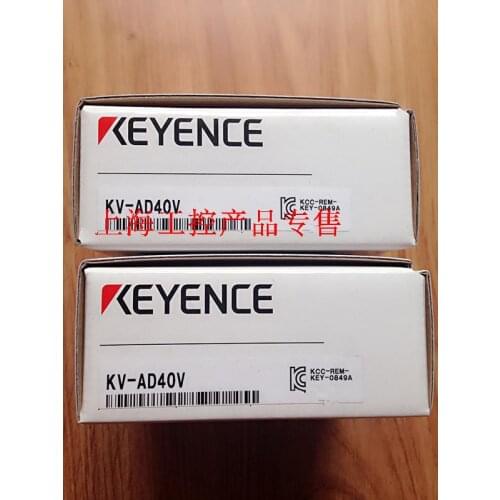 KEYENCE
KV-AD40V
KCC-REM-
KEY-0849A
上海工控产品专售
KEYENCE
KV-AD40V
KCC-REM-
KEY-0849A